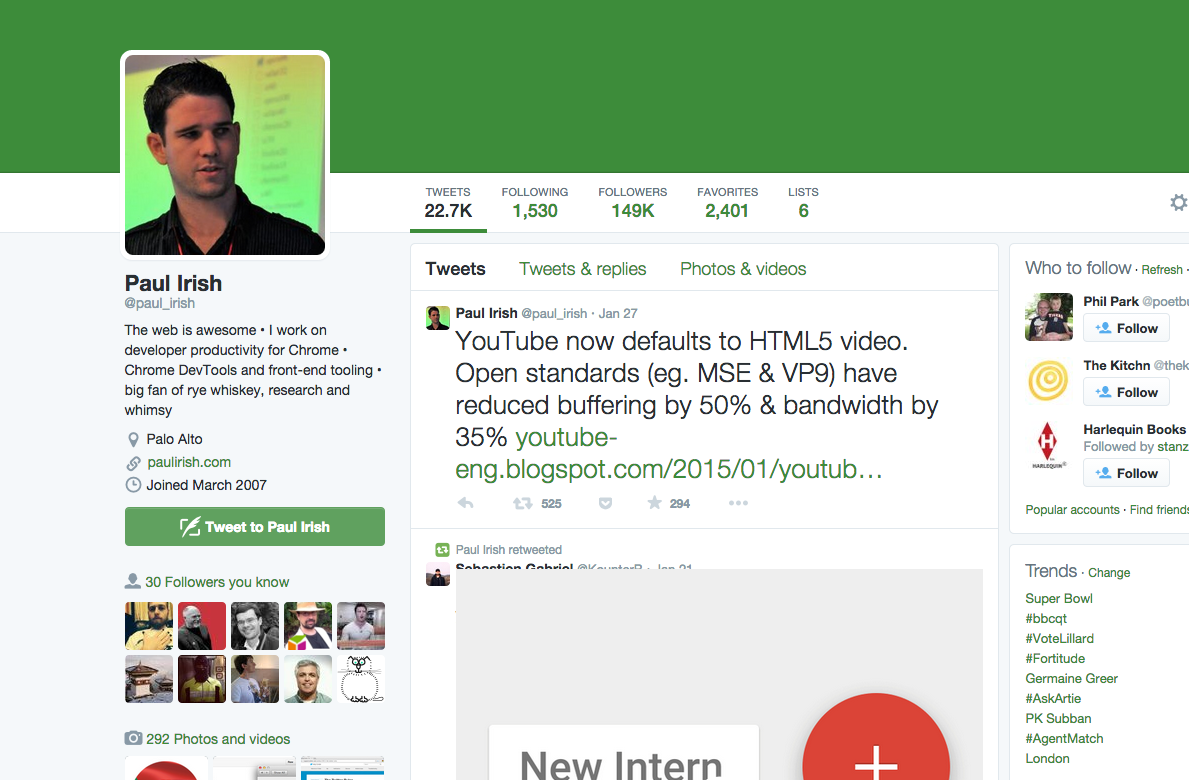 TWEETS
22.7K
FOLLOWING
1,530
FOLLOWERS
149K
FAVORITES
2,401
LISTS
6
Paul Irish
@paul_irish
The web is awesome • I work on
developer productivity for Chrome •
Chrome DevTools and front-end tooling •
big fan of rye whiskey, research and
whimsy
Palo Alto
paulirish.com
Joined March 2007
Tweet to Paul Irish
30 Followers you know
292 Photos and videos
Tweets Tweets & replies Photos & videos
Paul Irish @paul_irish · Jan 27
YouTube now defaults to HTML5 video.
Open standards (eg. MSE & VP9) have
reduced buffering by 50% & bandwidth by
35% youtube-
eng.blogspot.com/2015/01/youtub…
525 294
Paul Irish retweeted
Sebastien Gabriel @KounterB · Jan 21
New Intern
Who to follow · Refresh ·
Phil Park @poetbu
Follow
The Kitchn @thek
Follow
HARLEQUIN
Harlequin Books
Followed by stanz
Follow
Popular accounts · Find friends
Trends · Change
Super Bowl
#bbcqt
#VoteLillard
#Fortitude
Germaine Greer
#AskArtie
PK Subban
#AgentMatch
London